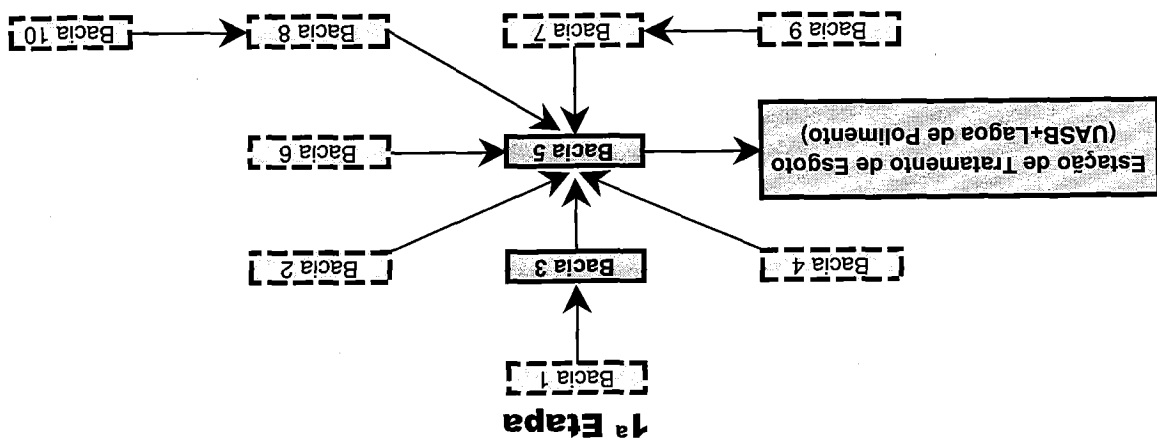 1ª Etapa
Bacia 1
Bacia 4
Bacia 3
Bacia 2
Estação de Tratamento de Esgoto
(UASB+Lagoa de Polimento)
Bacia 5
Bacia 6
Bacia 9
Bacia 7
Bacia 8
Bacia 10